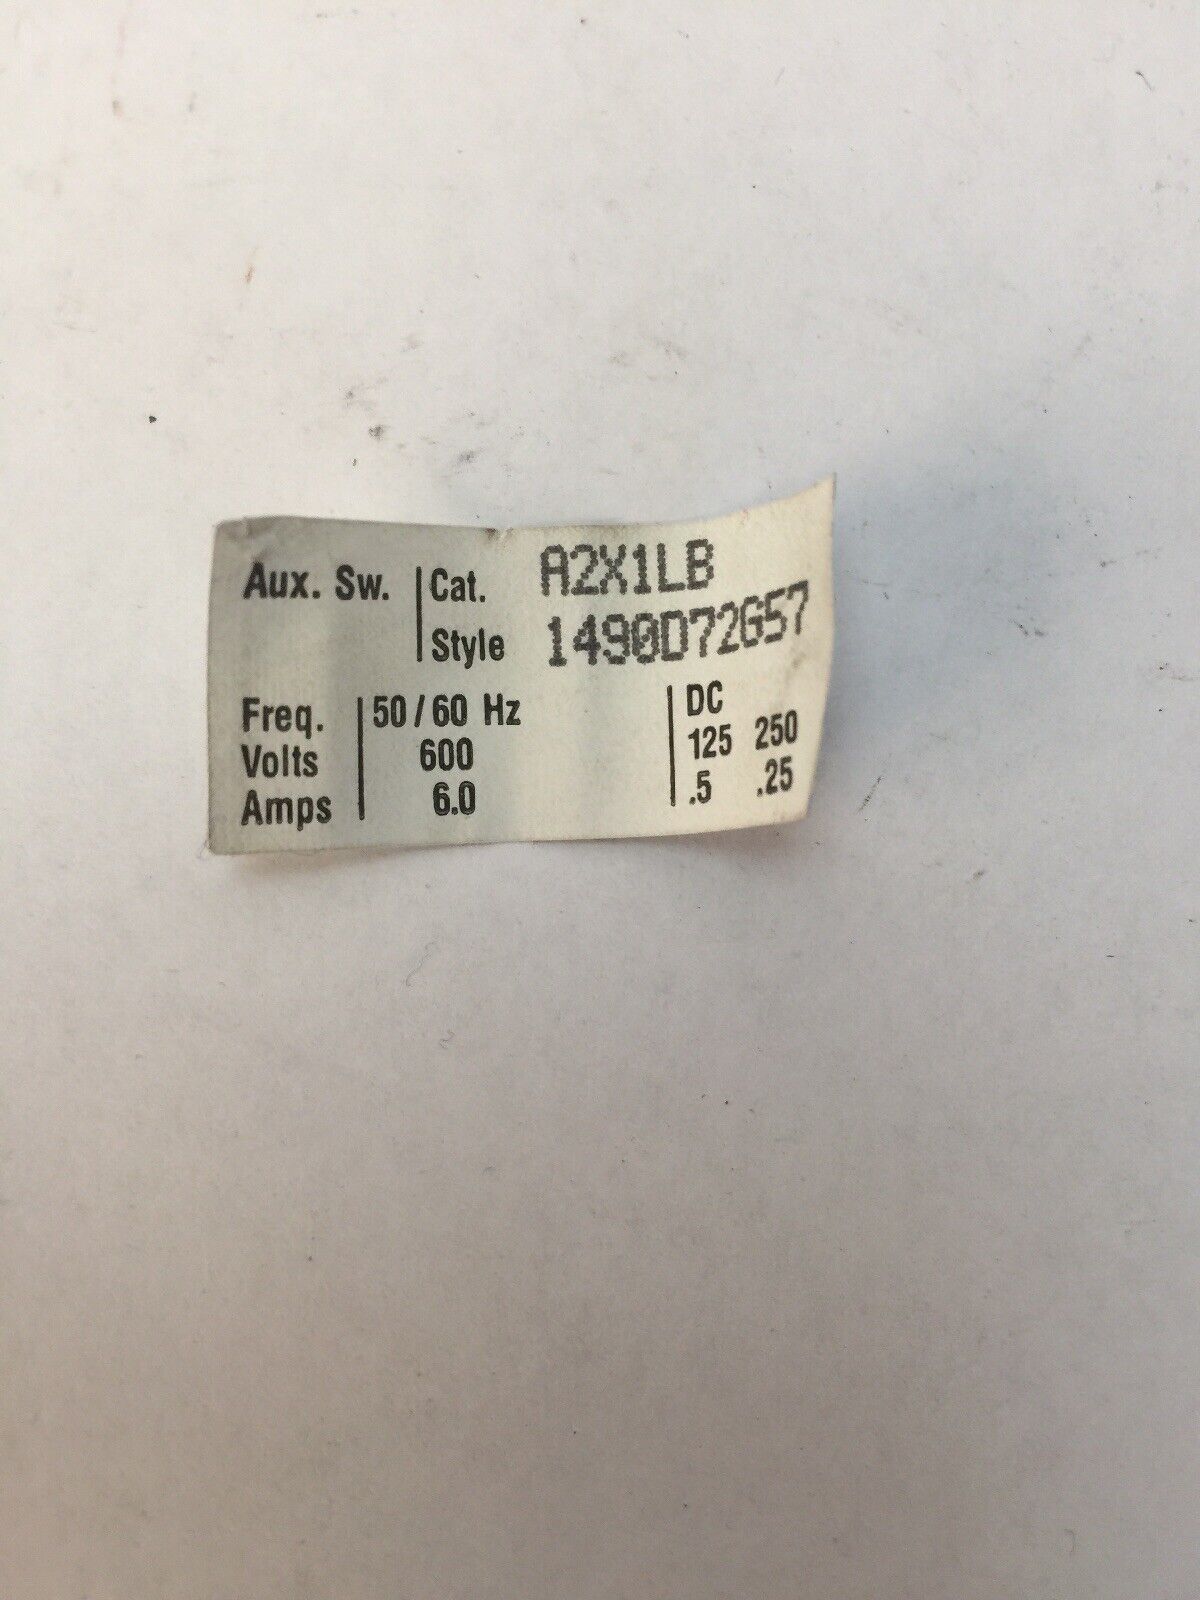 Aux. Sw. Cat. A2X1LB
Style 1490D72G57
Freq. 50/60 Hz DC
Volts 600 125 250
Amps 6.0 .5 .25